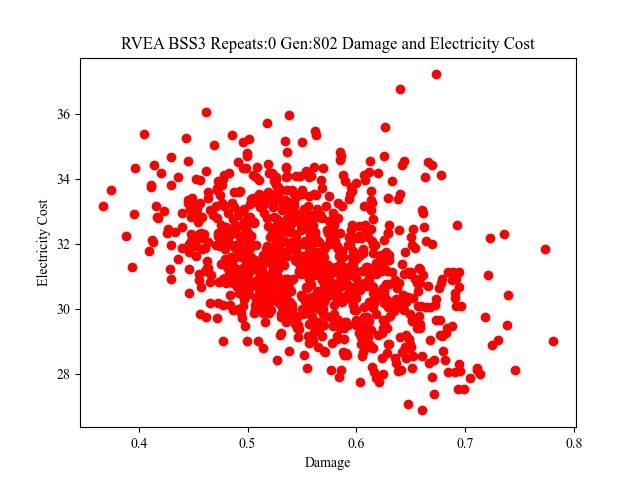 RVEA BSS3 Repeats:0 Gen:802 Damage and Electricity Cost
Electricity Cost
36
34
32
30
28
0.4 0.5 0.6 0.7 0.8
Damage